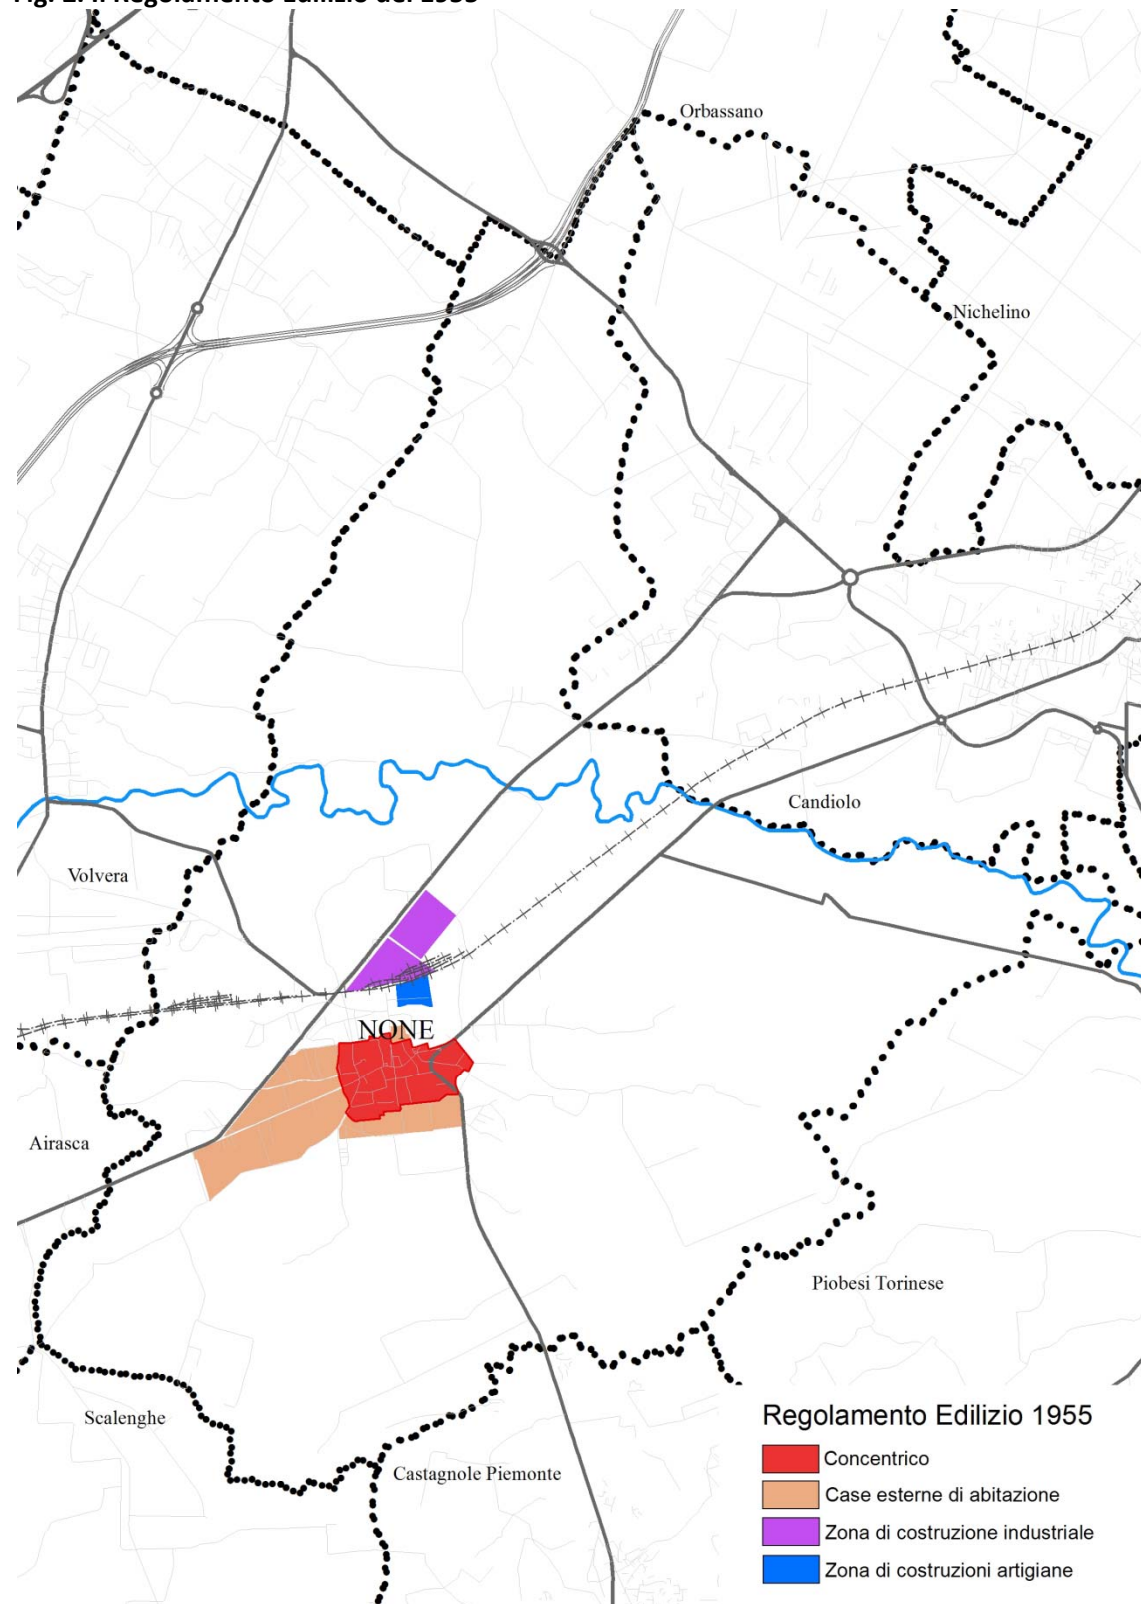 Orbassano
Nichelino
Candiolo
Volvera
NONE
Airasca
Piobesi Torinese
Scalenghe
Castagnole Piemonte
Regolamento Edilizio 1955
Concentrico
Case esterne di abitazione
Zona di costruzione industriale
Zona di costruzioni artigiane